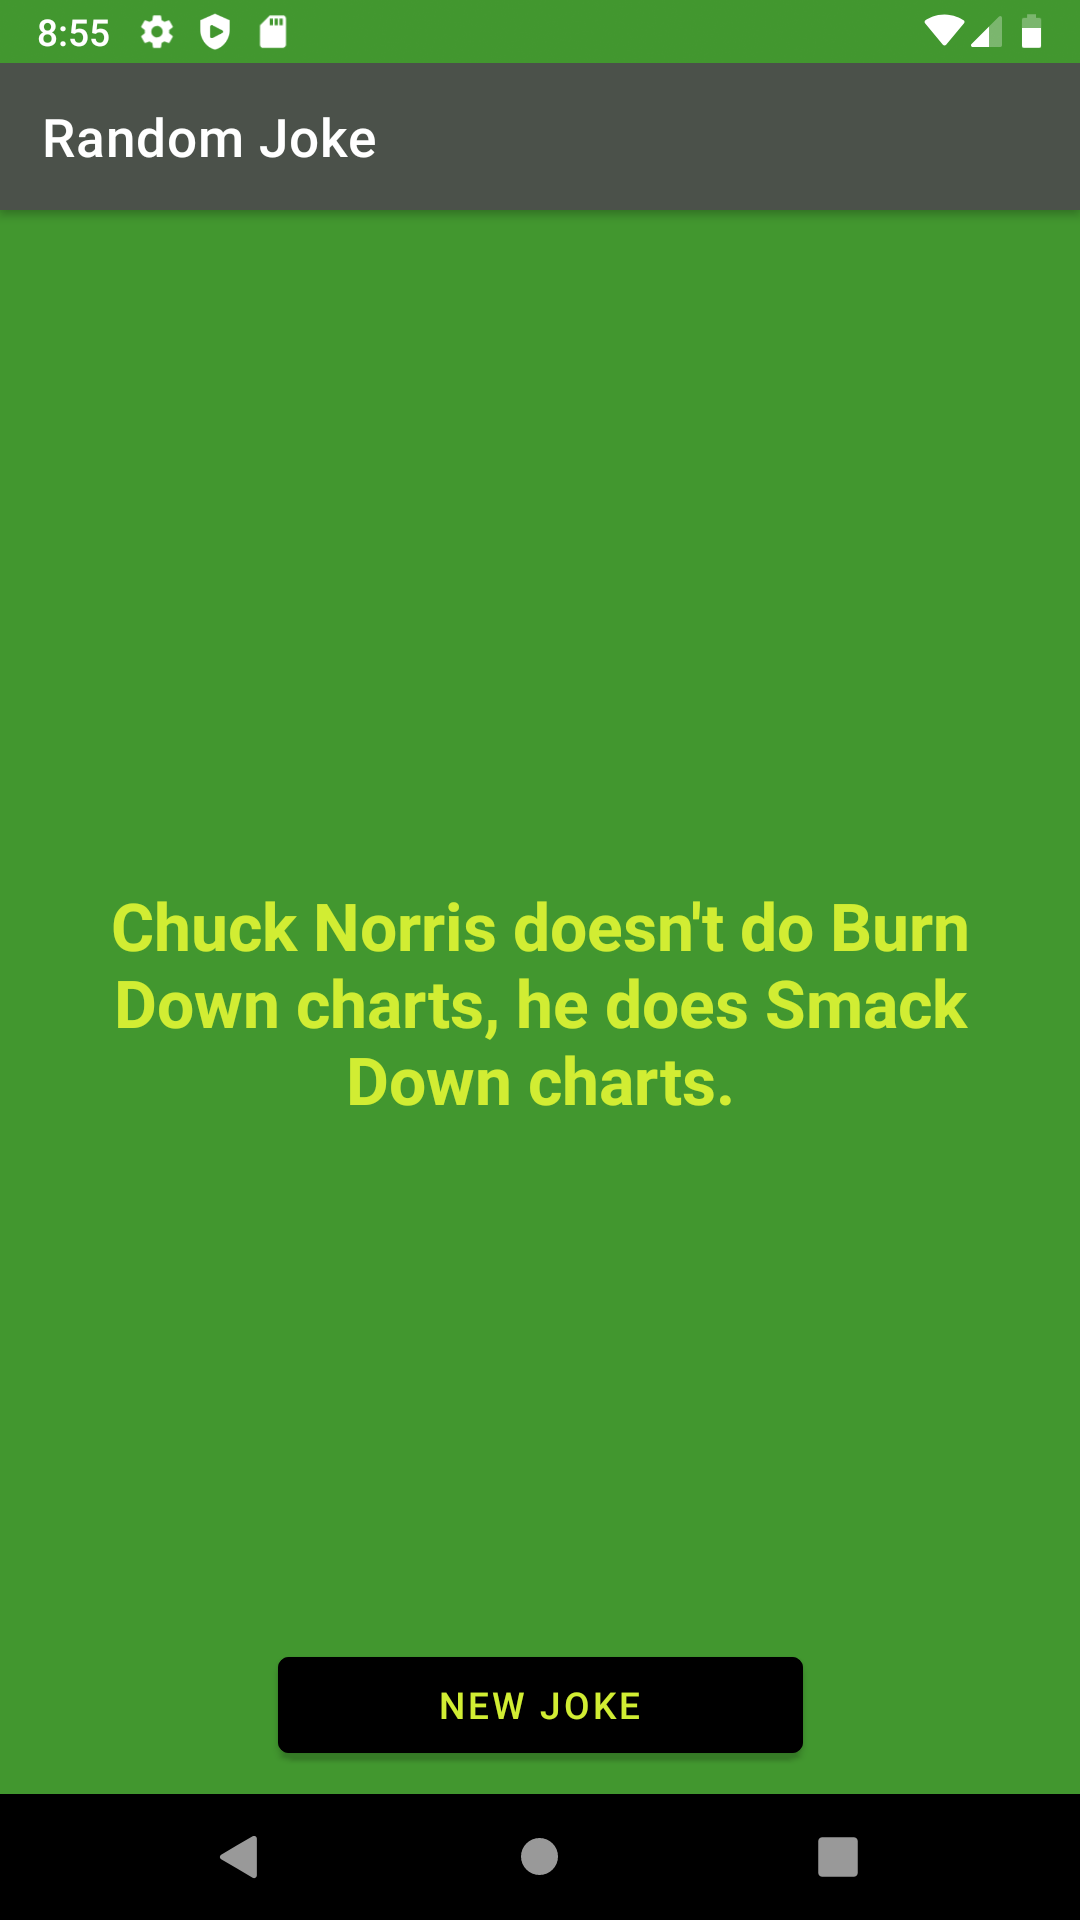 8:55
Random Joke
Chuck Norris doesn't do Burn
Down charts, he does Smack
Down charts.
NEW JOKE